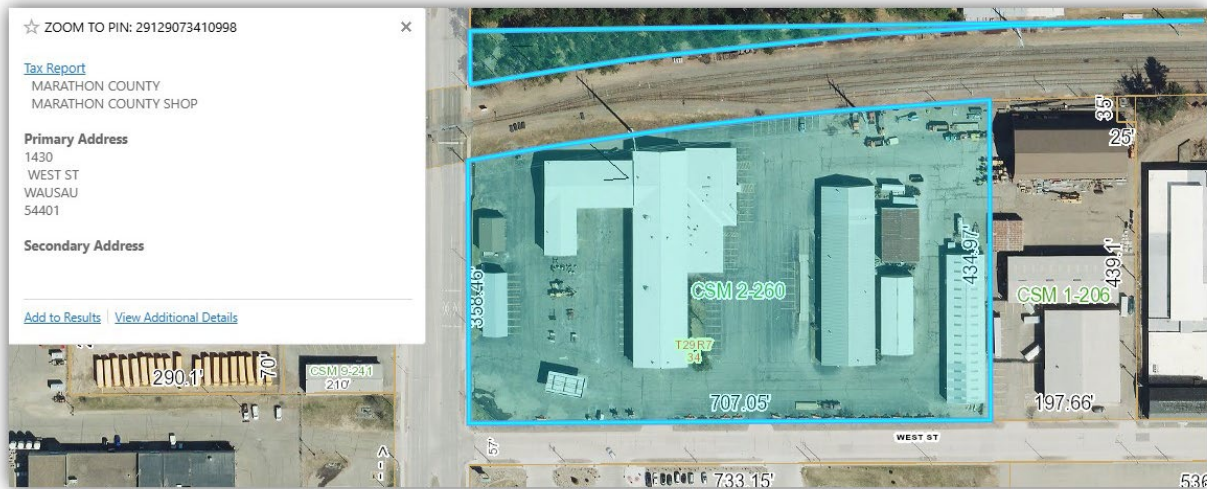 ZOOM TO PIN: 29129073410998
Tax Report
MARATHON COUNTY
MARATHON COUNTY SHOP
Primary Address
1430
WEST ST
WAUSAU
54401
Secondary Address
Add to Results
View Additional Details
35'
25'
358.46'
CSM 2-260
434.97'
CSM 1-206
439.1'
T29R7
34
290.1'
70'
CSM 9-241
210'
707.05'
197.66'
WEST ST
57'
733.15'
536